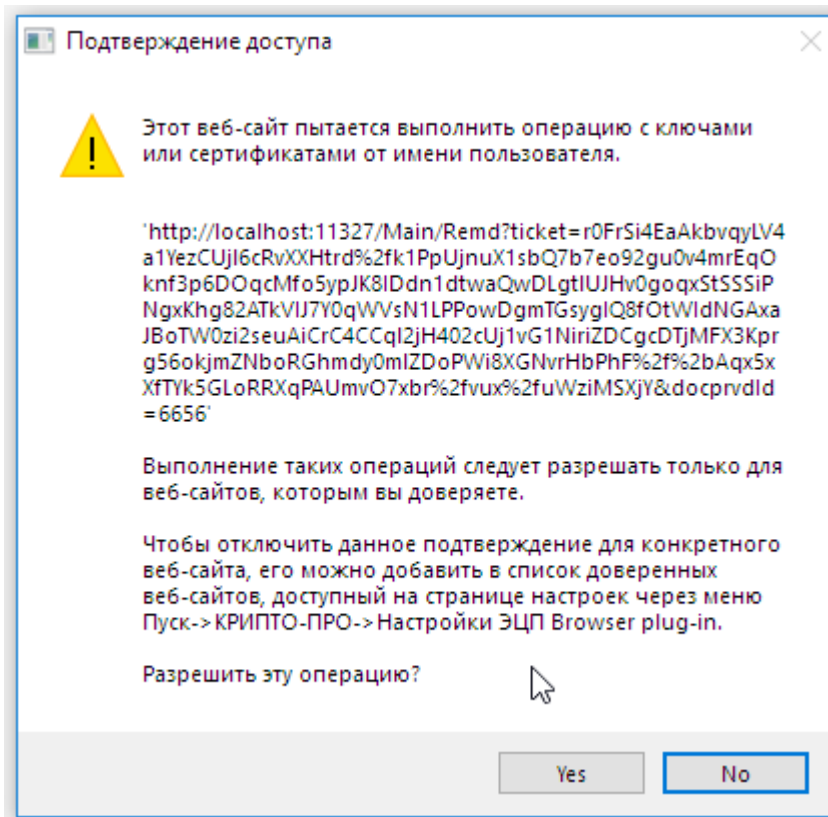 Подтверждение доступа
Этот веб-сайт пытается выполнить операцию с ключами
или сертификатами от имени пользователя.
'http://localhost:11327/Main/Remd?ticket=r0FrSi4EaAkbvqyLV4
a1YezCUjI6cRvXXHtrd%2fk1PpUjnuX1sbQ7b7eo92gu0v4mrEqO
knf3p6DOqcMfo5ypJK8IDdn1dtwaQwDLgtIUJHv0goqxStSSSiP
NgxKhg82ATkVIJ7Y0qWVsN1LPPowDgmTGsyglQ8fOtWIdNGAxa
JBoTW0zi2seuAiCrC4CCqI2jH402cUj1vG1NiriZDCgcDTjMFX3Kpr
g56okjmZNboRGhmdy0mIZDoPWi8XGNvrHbPhF%2f%2bAqx5x
XfTYk5GLoRRXqPAUmvO7xbr%2fvux%2fuWziMSXjY&docprvdId
=6656'
Выполнение таких операций следует разрешать только для
веб-сайтов, которым вы доверяете.
Чтобы отключить данное подтверждение для конкретного
веб-сайта, его можно добавить в список доверенных
веб-сайтов, доступный на странице настроек через меню
Пуск->КРИПТО-ПРО->Настройки ЭЦП Browser plug-in.
Разрешить эту операцию?
Yes
No